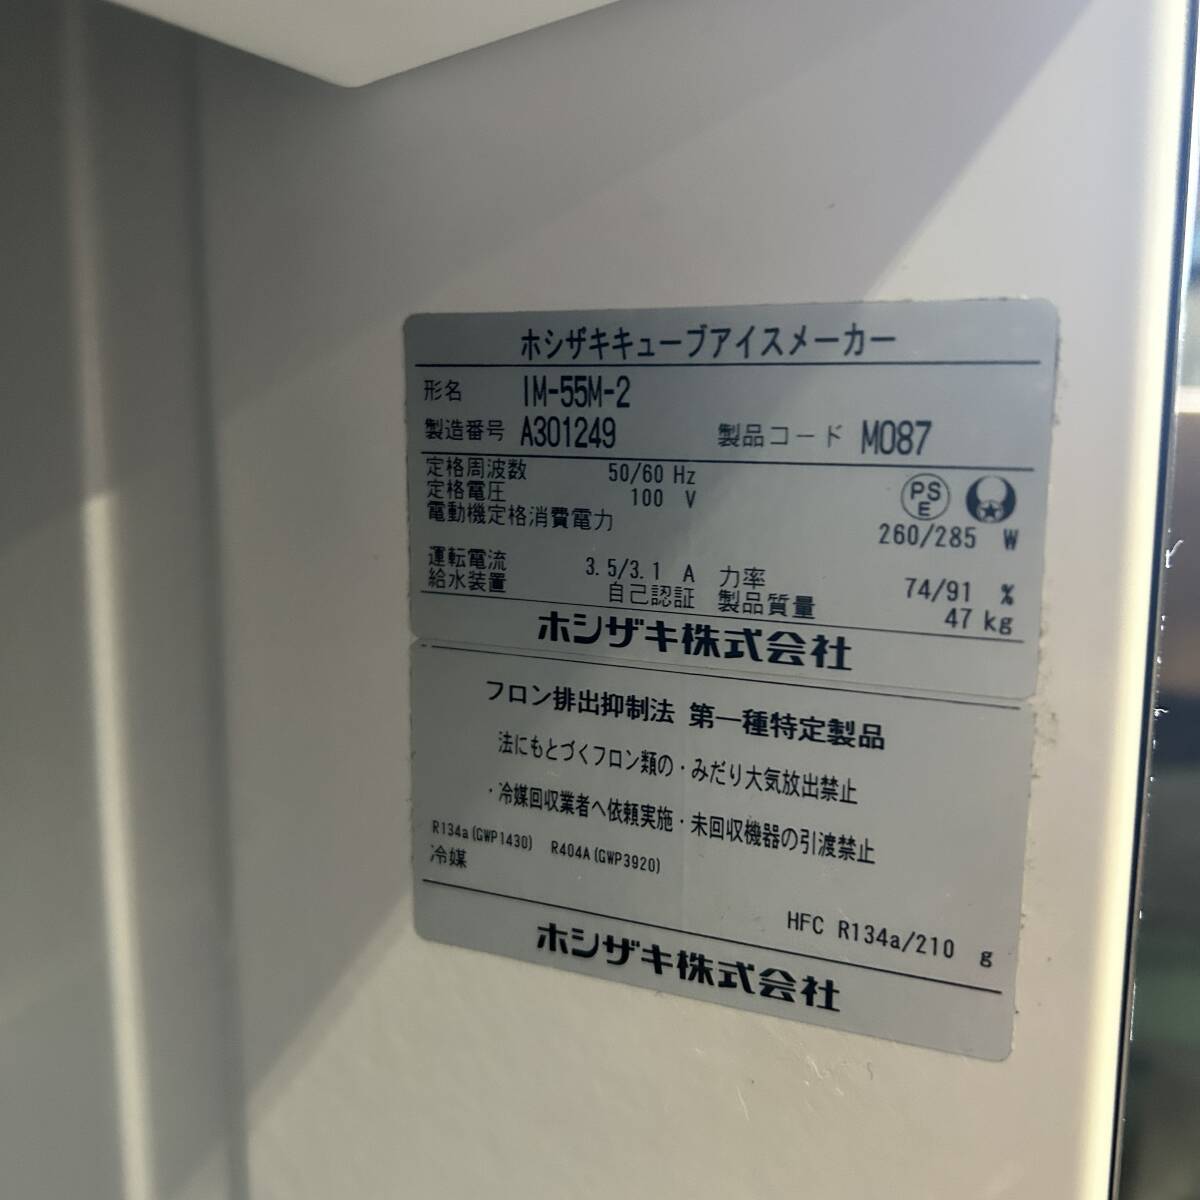 ホシザキキューブアイスメーカー
形名 IM-55M-2
製造番号 A301249 製品コード M087
定格周波数 50/60 Hz
定格電圧 100 V
PS E
電動機定格消費電力 260/285 W
運転電流 3.5/3.1 A 力率 74/91 %
給水装置 自己認証 製品質量 47 kg
ホシザキ株式会社
フロン排出抑制法 第一種特定製品
法にもとづくフロン類の・みだり大気放出禁止
・冷媒回収業者へ依頼実施・未回収機器の引渡禁止
R134a(GWP1430) R404A(GWP3920)
冷媒
HFC R134a/210 g
ホシザキ株式会社